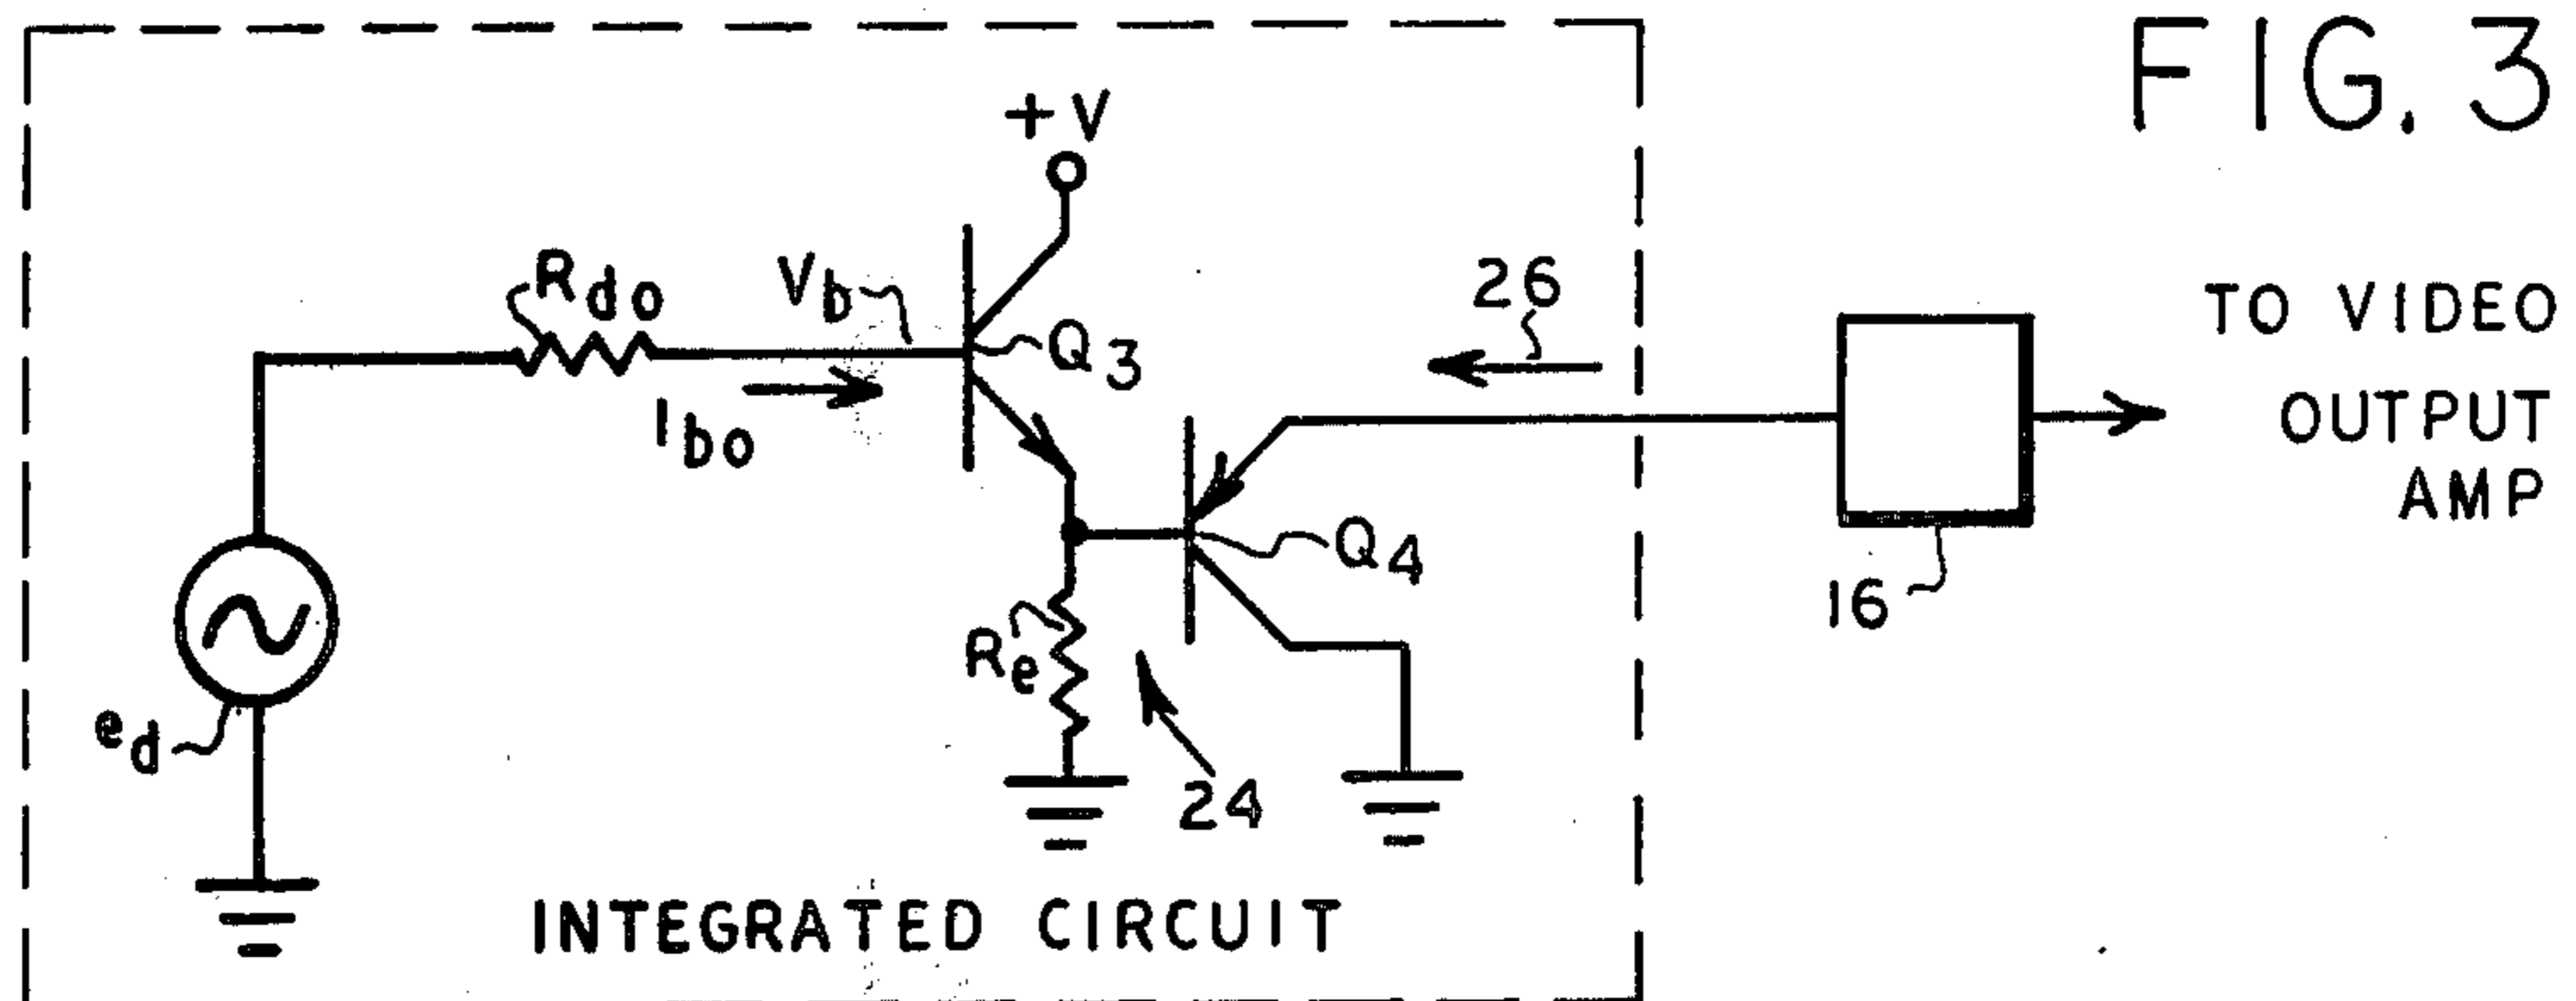 FIG. 3
+V
Rdo
Vb
Q3
Ibo
26
TO VIDEO
OUTPUT
AMP
Q4
16
Re
ed
24
INTEGRATED CIRCUIT